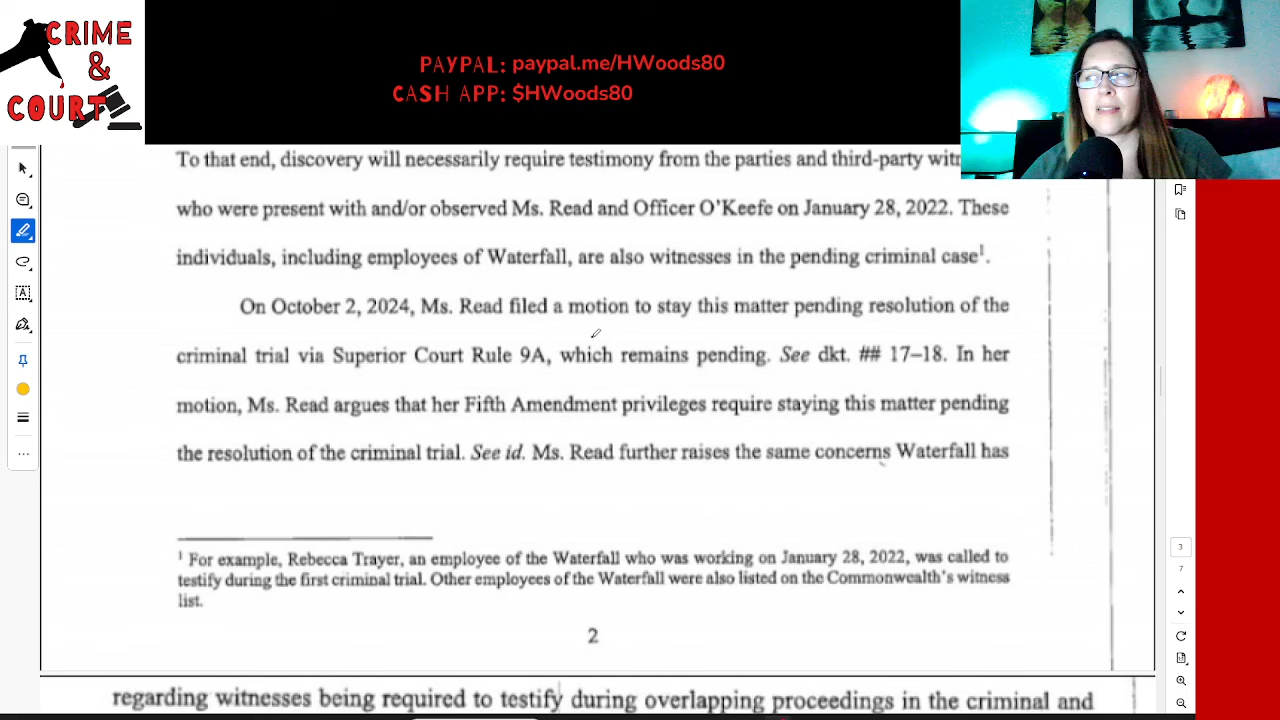 CRIME
&
COURT
PAYPAL: paypal.me/HWoods80
CASH APP: $HWoods80
To that end, discovery will necessarily require testimony from the parties and third-party
who were present with and/or observed Ms. Read and Officer O'Keefe on January 28, 2022. These
individuals, including employees of Waterfall, are also witnesses in the pending criminal case¹.
On October 2, 2024, Ms. Read filed a motion to stay this matter pending resolution of the
criminal trial via Superior Court Rule 9A, which remains pending. See dkt. ## 17–18. In her
motion, Ms. Read argues that her Fifth Amendment privileges require staying this matter pending
the resolution of the criminal trial. See id. Ms. Read further raises the same concerns Waterfall has
¹ For example, Rebecca Trayer, an employee of the Waterfall who was working on January 28, 2022, was called to
testify during the first criminal trial. Other employees of the Waterfall were also listed on the Commonwealth's witness
list.
2
regarding witnesses being required to testify during overlapping proceedings in the criminal and
3
7